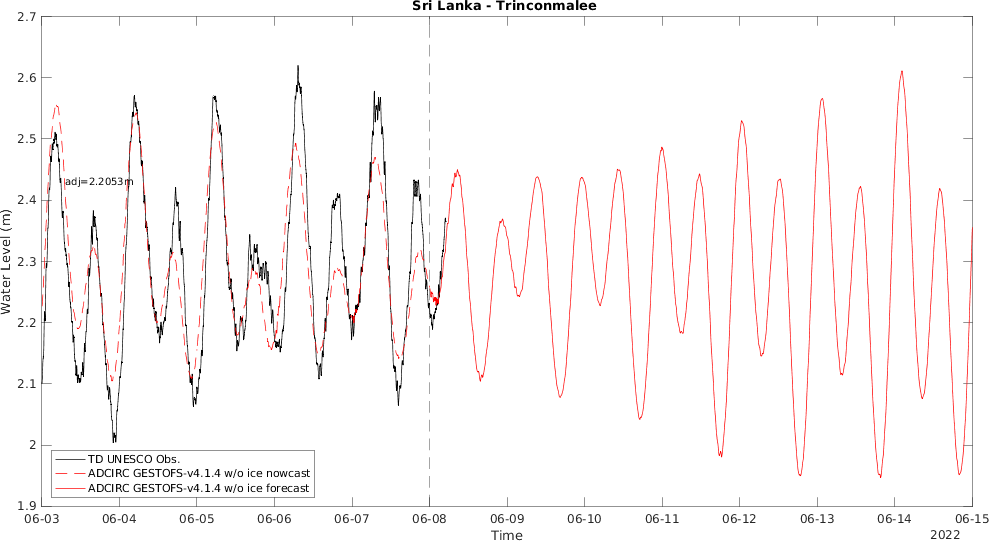 Sri Lanka - Trinconmalee
2.7
2.6
2.5
2.4
2.3
2.2
2.1
2
1.9
Water Level (m)
adj=2.2053m
TD UNESCO Obs.
ADCIRC GESTOFS-v4.1.4 w/o ice nowcast
ADCIRC GESTOFS-v4.1.4 w/o ice forecast
06-03 06-04 06-05 06-06 06-07 06-08 06-09 06-10 06-11 06-12 06-13 06-14 06-15
Time
2022